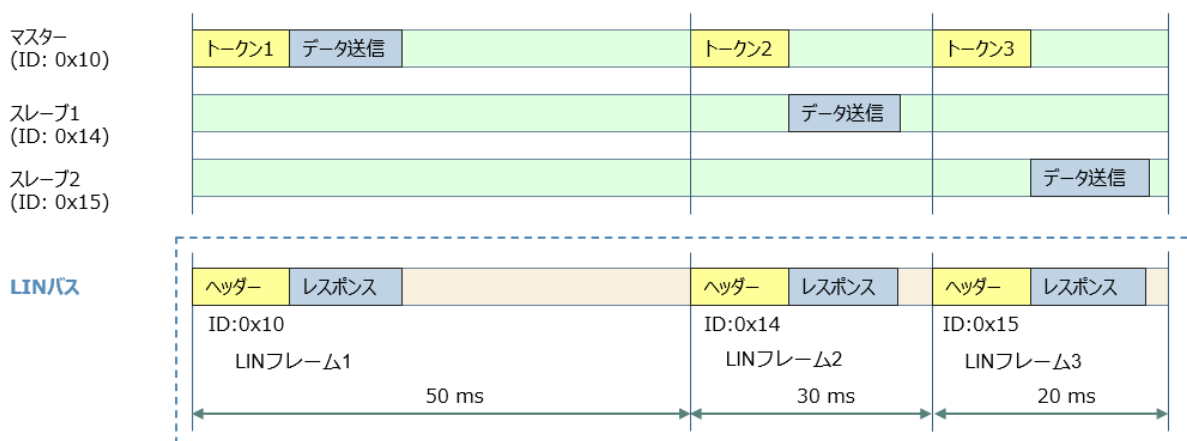 マスター
(ID: 0x10)
トークン1 データ送信 トークン2 トークン3
スレーブ1
(ID: 0x14)
データ送信
スレーブ2
(ID: 0x15)
データ送信
LINバス
ヘッダー レスポンス ヘッダー レスポンス ヘッダー レスポンス
ID:0x10 ID:0x14 ID:0x15
LINフレーム1 LINフレーム2 LINフレーム3
50 ms 30 ms 20 ms